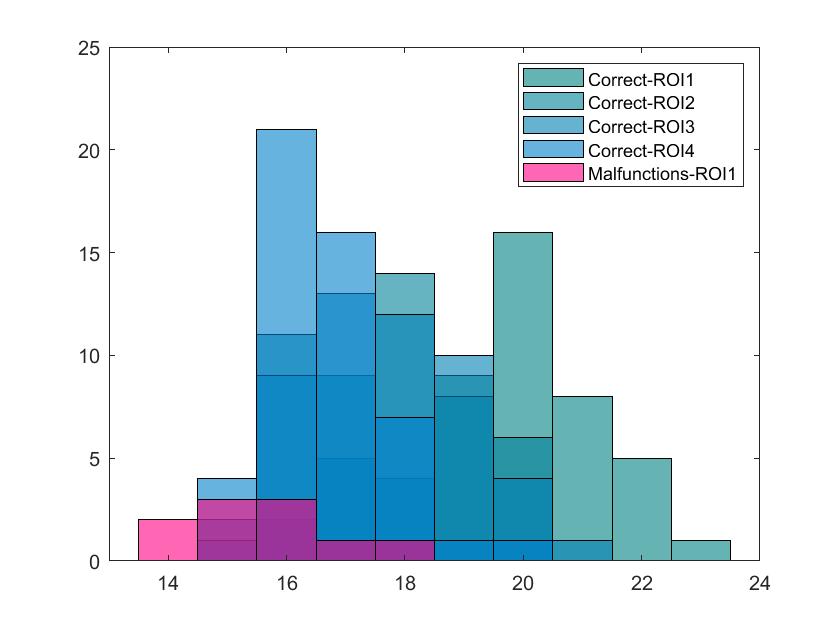 25
20
15
10
5
0
14 16 18 20 22 24
Correct-ROI1
Correct-ROI2
Correct-ROI3
Correct-ROI4
Malfunctions-ROI1